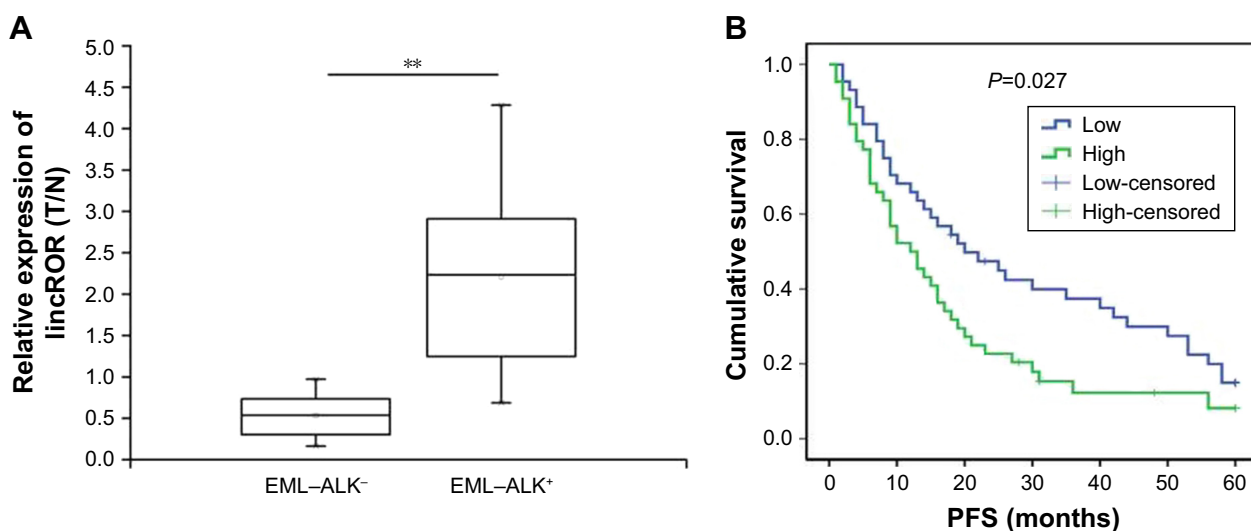 A
Relative expression of
lincROR (T/N)
5.0
4.5
4.0
3.5
3.0
2.5
2.0
1.5
1.0
0.5
0.0
**
EML–ALK⁻
EML–ALK⁺
B
Cumulative survival
1.0
0.8
0.6
0.4
0.2
0.0
P=0.027
Low
High
Low-censored
High-censored
0 10 20 30 40 50 60
PFS (months)